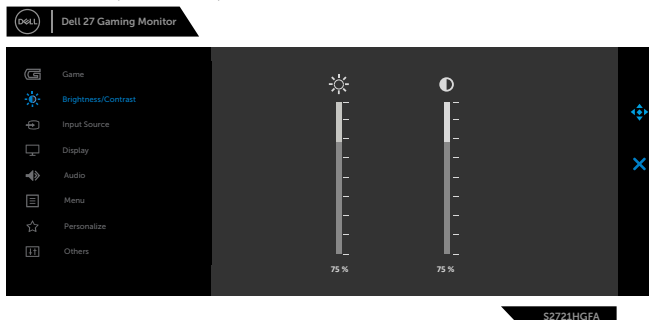 DELL
Dell 27 Gaming Monitor
Game
Brightness/Contrast
Input Source
Display
Audio
Menu
Personalize
Others
75 %
75 %
S2721HGFA